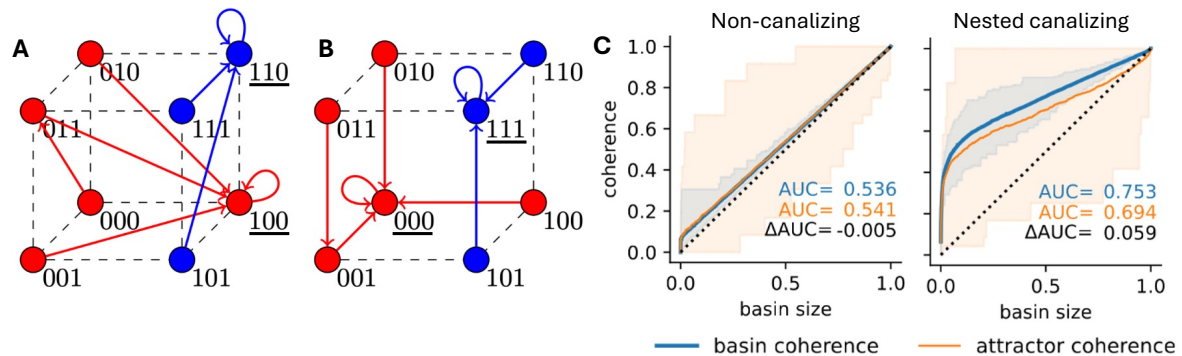 A
010
110
011
111
000
100
001
101
B
010
110
011
111
000
100
001
101
C
Non-canalizing
Nested canalizing
coherence
1.0
0.8
0.6
0.4
0.2
0.0
AUC= 0.536
AUC= 0.541
ΔAUC= -0.005
0.0 0.5 1.0
basin size
AUC= 0.753
AUC= 0.694
ΔAUC= 0.059
0.0 0.5 1.0
basin size
basin coherence
attractor coherence